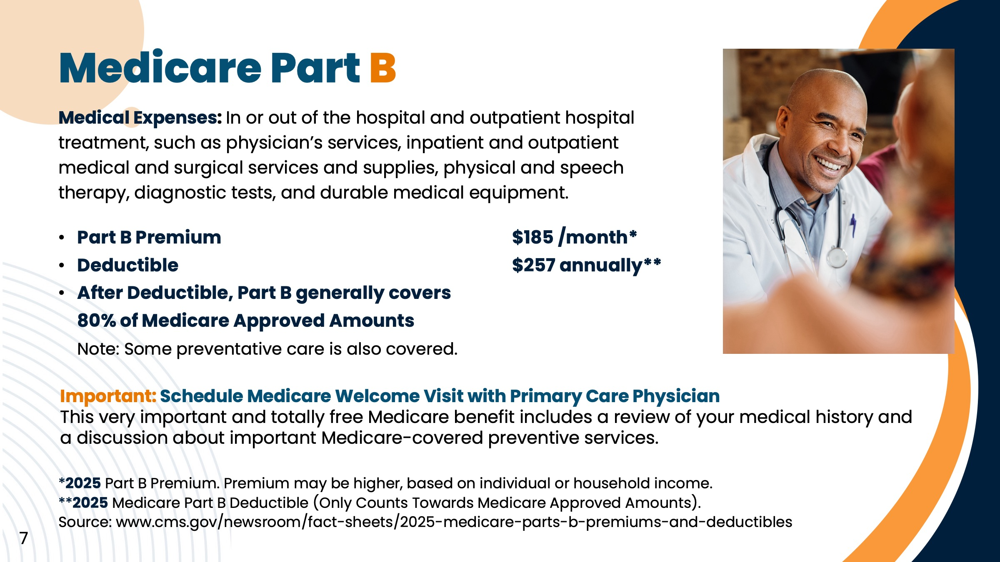 Medicare Part B
Medical Expenses: In or out of the hospital and outpatient hospital
treatment, such as physician’s services, inpatient and outpatient
medical and surgical services and supplies, physical and speech
therapy, diagnostic tests, and durable medical equipment.
• Part B Premium $185 /month*
• Deductible $257 annually**
• After Deductible, Part B generally covers
80% of Medicare Approved Amounts
Note: Some preventative care is also covered.
Important: Schedule Medicare Welcome Visit with Primary Care Physician
This very important and totally free Medicare benefit includes a review of your medical history and
a discussion about important Medicare-covered preventive services.
*2025 Part B Premium. Premium may be higher, based on individual or household income.
**2025 Medicare Part B Deductible (Only Counts Towards Medicare Approved Amounts).
Source: www.cms.gov/newsroom/fact-sheets/2025-medicare-parts-b-premiums-and-deductibles
7